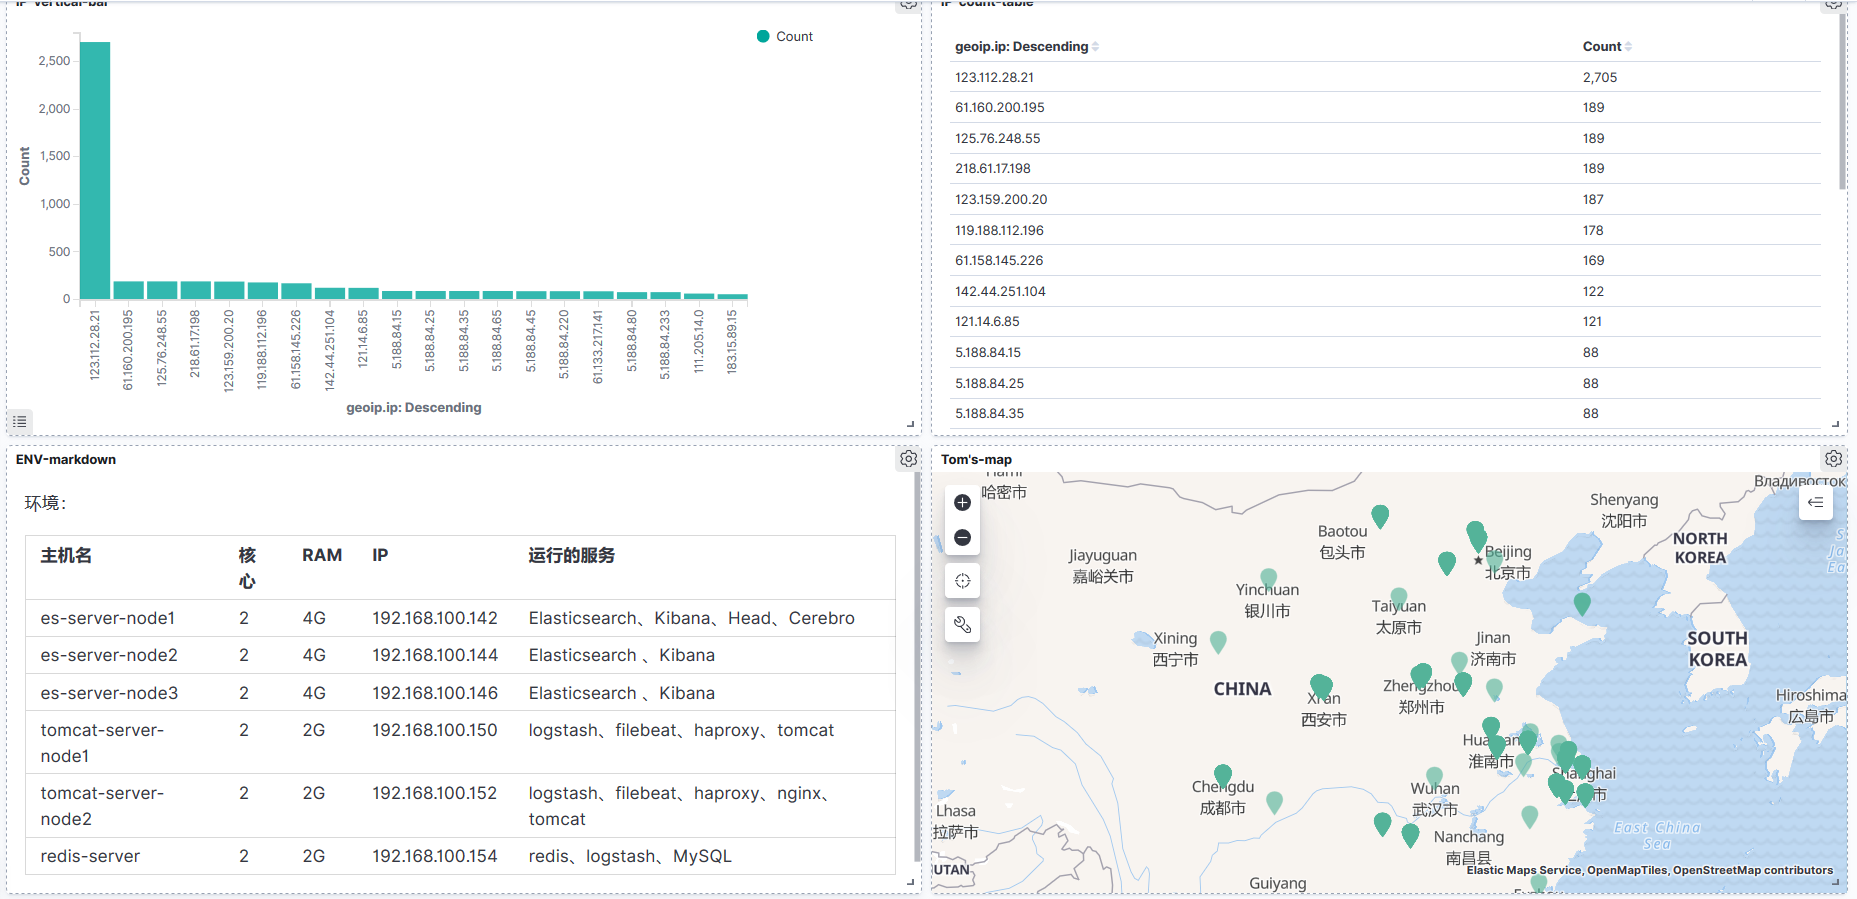 IP-vertical-bar
Count
2,500
2,000
1,500
1,000
500
0
Count
123.112.28.21
61.160.200.195
125.76.248.55
218.61.17.198
123.159.200.20
119.188.112.196
61.158.145.226
142.44.251.104
121.14.6.85
5.188.84.15
5.188.84.25
5.188.84.35
5.188.84.65
5.188.84.45
5.188.84.220
61.133.217.141
5.188.84.80
5.188.84.233
111.205.14.0
183.15.89.15
geoip.ip: Descending
IP-count-table
geoip.ip: Descending Count
123.112.28.21 2,705
61.160.200.195 189
125.76.248.55 189
218.61.17.198 189
123.159.200.20 187
119.188.112.196 178
61.158.145.226 169
142.44.251.104 122
121.14.6.85 121
5.188.84.15 88
5.188.84.25 88
5.188.84.35 88
ENV-markdown
环境：
主机名 核心 RAM IP 运行的服务
es-server-node1 2 4G 192.168.100.142 Elasticsearch、Kibana、Head、Cerebro
es-server-node2 2 4G 192.168.100.144 Elasticsearch 、Kibana
es-server-node3 2 4G 192.168.100.146 Elasticsearch 、Kibana
tomcat-server-node1 2 2G 192.168.100.150 logstash、filebeat、haproxy、tomcat
tomcat-server-node2 2 2G 192.168.100.152 logstash、filebeat、haproxy、nginx、tomcat
redis-server 2 2G 192.168.100.154 redis、logstash、MySQL
Tom's-map
Hami
哈密市
Владивосток
Shenyang
沈阳市
Baotou
包头市
NORTH
KOREA
Jiayuguan
嘉峪关市
Beijing
北京市
Yinchuan
银川市
Taiyuan
太原市
Xining
西宁市
Jinan
济南市
SOUTH
KOREA
CHINA
Xi'an
西安市
Zhengzhou
郑州市
Hiroshima
広島市
Huainan
淮南市
Shanghai
上海市
Chengdu
成都市
Wuhan
武汉市
Lhasa
拉萨市
East China
Sea
Nanchang
南昌县
UTAN
Guiyang
Elastic Maps Service, OpenMapTiles, OpenStreetMap contributors